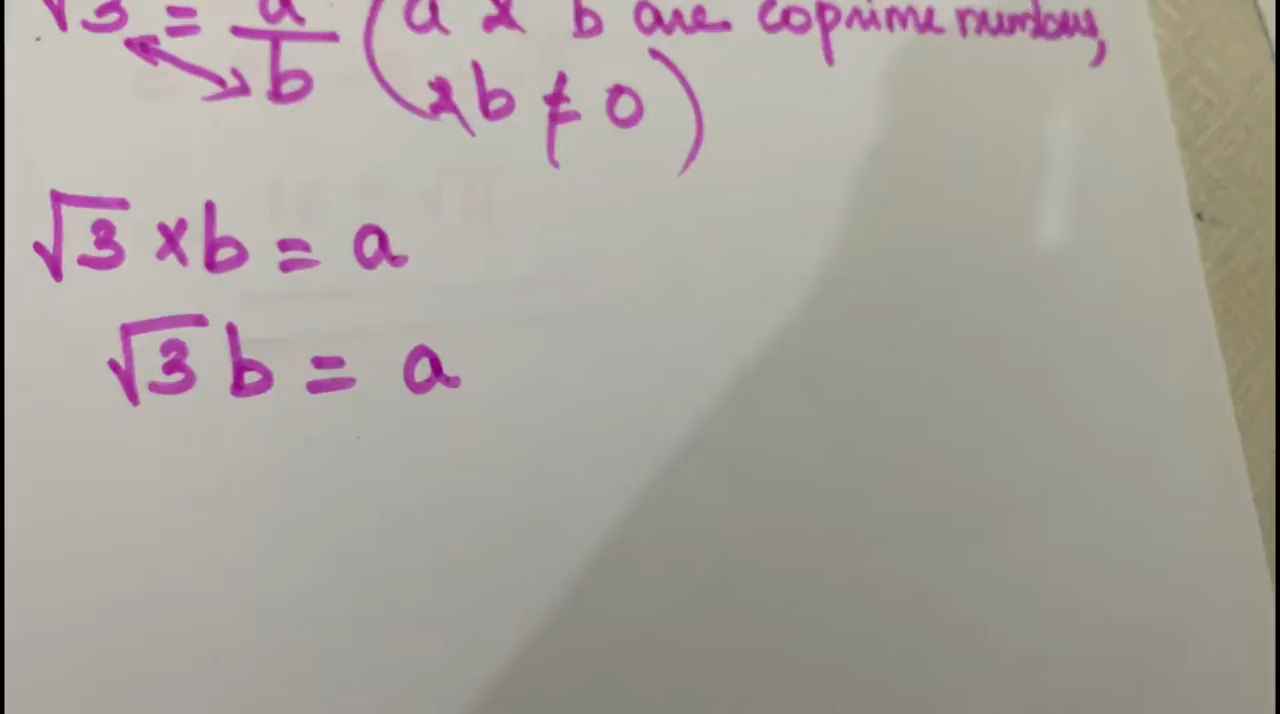 √3 = a/b (a & b are coprime numbers,
& b ≠ 0)
√3 × b = a
√3 b = a